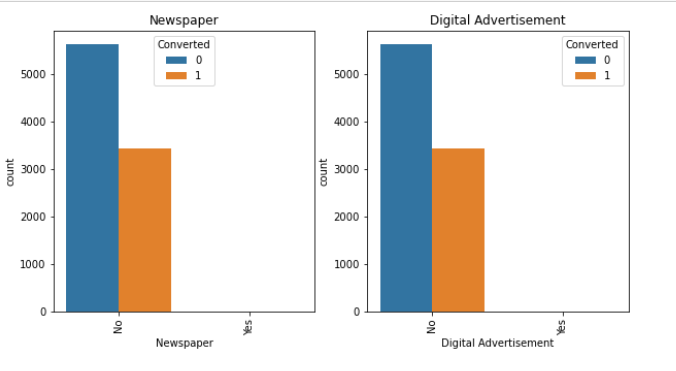 Newspaper
Converted
0
1
5000
4000
3000
2000
1000
0
count
No
Yes
Newspaper
Digital Advertisement
Converted
0
1
5000
4000
3000
2000
1000
0
count
No
Yes
Digital Advertisement